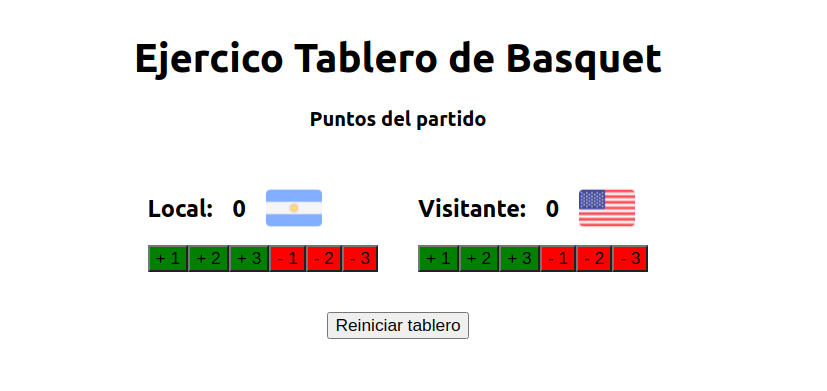 Ejercico Tablero de Basquet
Puntos del partido
Local: 0
Visitante: 0
+ 1 + 2 + 3 - 1 - 2 - 3
+ 1 + 2 + 3 - 1 - 2 - 3
Reiniciar tablero